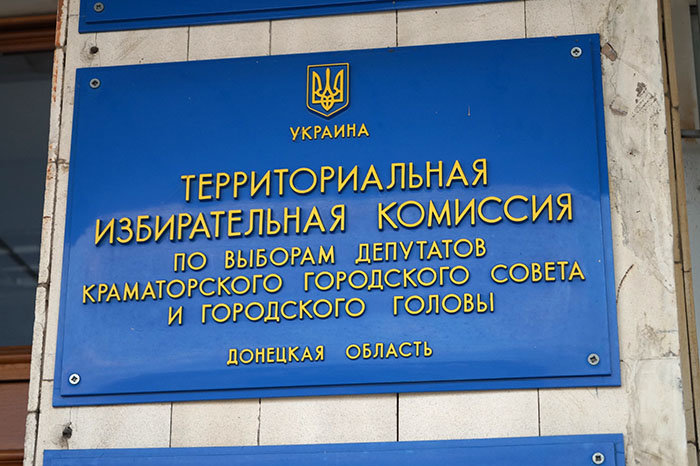 УКРАИНА
ТЕРРИТОРИАЛЬНАЯ
ИЗБИРАТЕЛЬНАЯ КОМИССИЯ
ПО ВЫБОРАМ ДЕПУТАТОВ
КРАМАТОРСКОГО ГОРОДСКОГО СОВЕТА
И ГОРОДСКОГО ГОЛОВЫ
ДОНЕЦКАЯ ОБЛАСТЬ